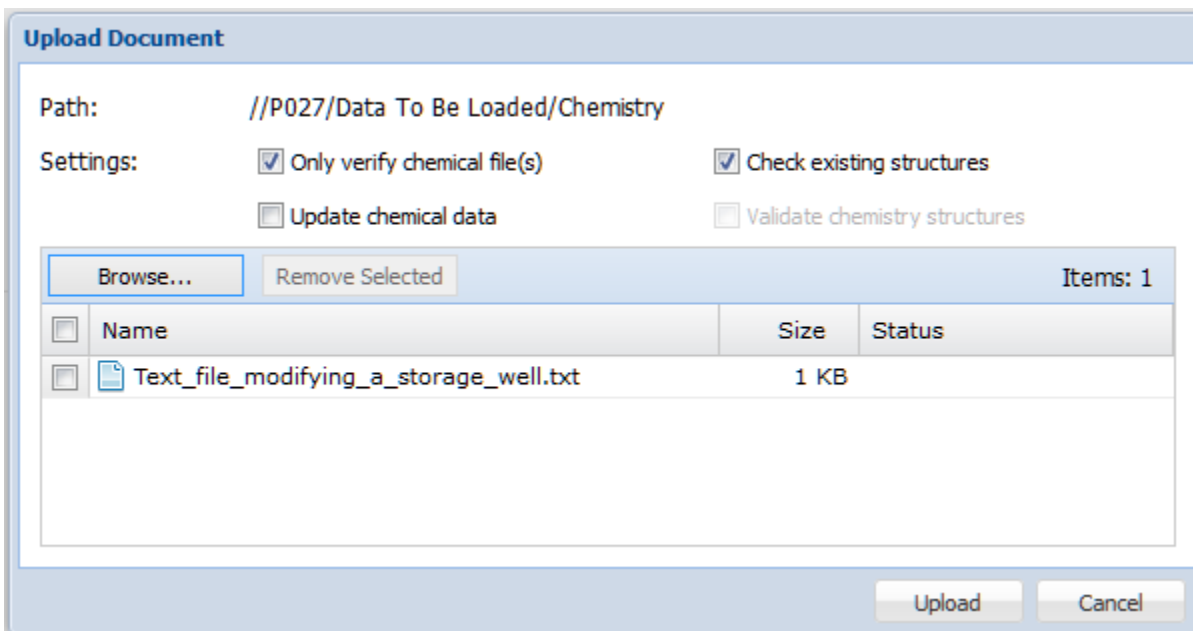 Upload Document
Path: //P027/Data To Be Loaded/Chemistry
Settings: Only verify chemical file(s) Check existing structures
Update chemical data Validate chemistry structures
Browse... Remove Selected Items: 1
Name Size Status
Text_file_modifying_a_storage_well.txt 1 KB
Upload Cancel